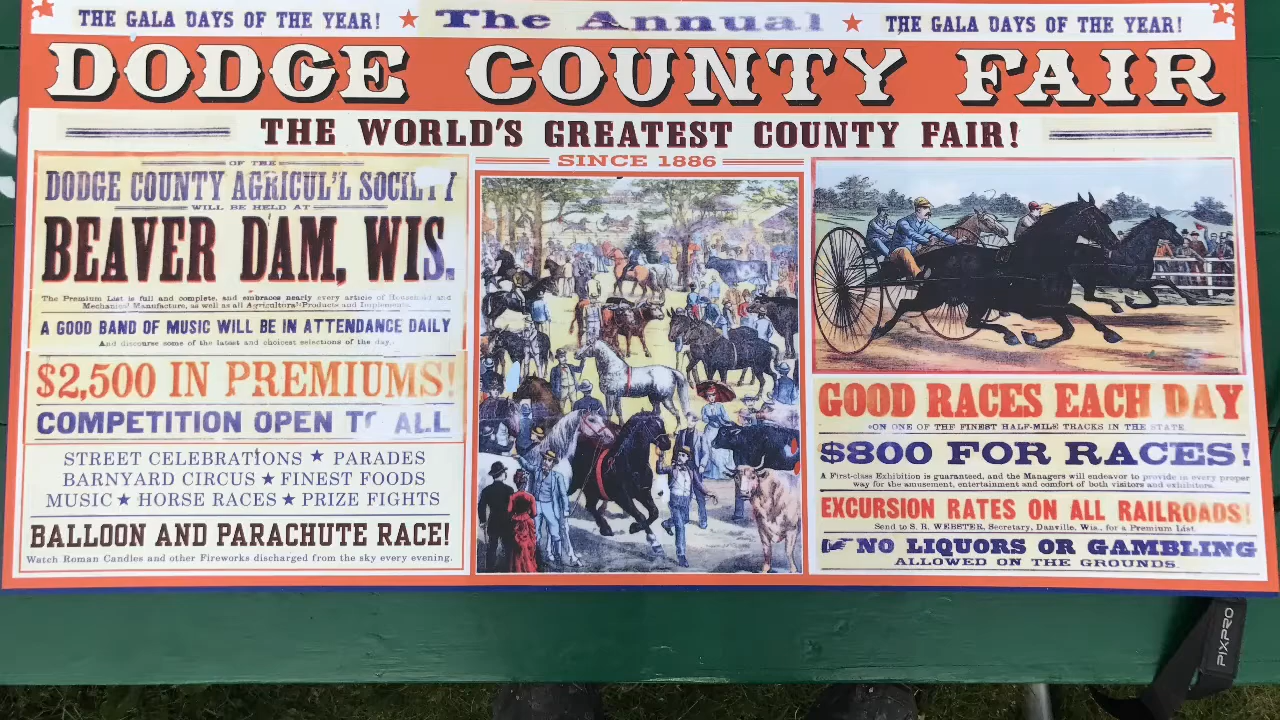 THE GALA DAYS OF THE YEAR! ★ The Annual ★ THE GALA DAYS OF THE YEAR!
DODGE COUNTY FAIR
THE WORLD'S GREATEST COUNTY FAIR!
SINCE 1886
OF THE
DODGE COUNTY AGRICUL'L SOCIETY
WILL BE HELD AT
BEAVER DAM, WIS.
The Premium List is full and complete, and embraces nearly every article of Household and
Mechanical Manufacture, as well as all Agricultural Products and Implements.
A GOOD BAND OF MUSIC WILL BE IN ATTENDANCE DAILY
And discourse some of the latest and choicest selections of the day.
$2,500 IN PREMIUMS!
COMPETITION OPEN TO ALL
STREET CELEBRATIONS ★ PARADES
BARNYARD CIRCUS ★ FINEST FOODS
MUSIC ★ HORSE RACES ★ BULL FIGHTS
BALLOON AND PARACHUTE RACE!
Watch Roman Candles and other Fireworks discharged from the sky every evening.
GOOD RACES EACH DAY
ON ONE OF THE FINEST HALF-MILE TRACKS IN THE STATE.
$800 FOR RACES!
A First-class Exhibition is guaranteed, and the Managers will endeavor to provide in every proper
way for the amusement, entertainment and comfort of both visitors and exhibitors.
EXCURSION RATES ON ALL RAILROADS!
Send to S. R. WEBSTER, Secretary, Danville, Wis., for a Premium List.
☞ NO LIQUORS OR GAMBLING
ALLOWED ON THE GROUNDS.
PIXPRO